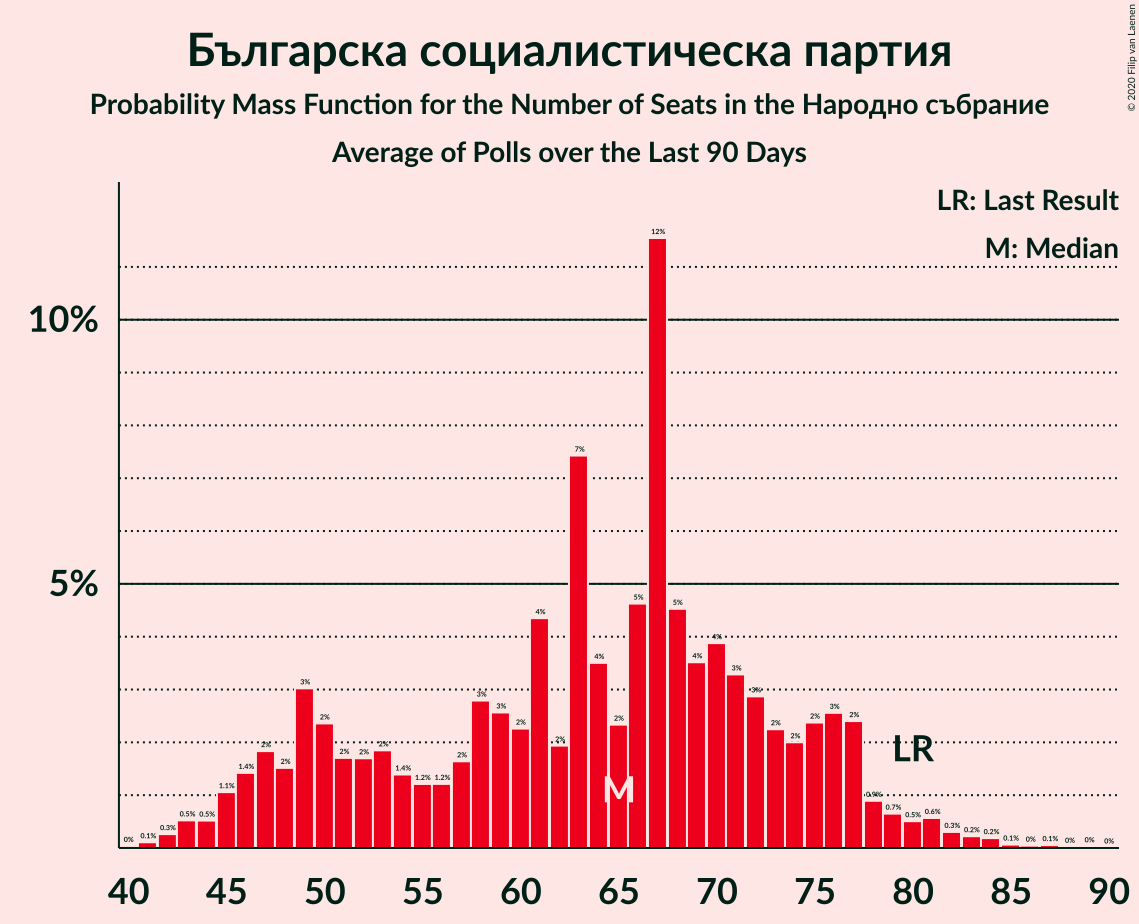 Българска социалистическа партия
Probability Mass Function for the Number of Seats in the Народно събрание
Average of Polls over the Last 90 Days
© 2020 Filip van Laenen
LR: Last Result
M: Median
10%
5%
0% 0.1% 0.3% 0.5% 0.5% 1.1% 1.4% 2% 2% 3% 2% 2% 2% 2% 1.4% 1.2% 1.2% 2% 3% 3% 2% 4% 2% 7% 4% 2% 5% 12% 5% 4% 4% 3% 3% 2% 2% 2% 3% 2% 0.9% 0.7% 0.5% 0.6% 0.3% 0.2% 0.2% 0.1% 0% 0.1% 0% 0% 0%
LR
M
40 45 50 55 60 65 70 75 80 85 90